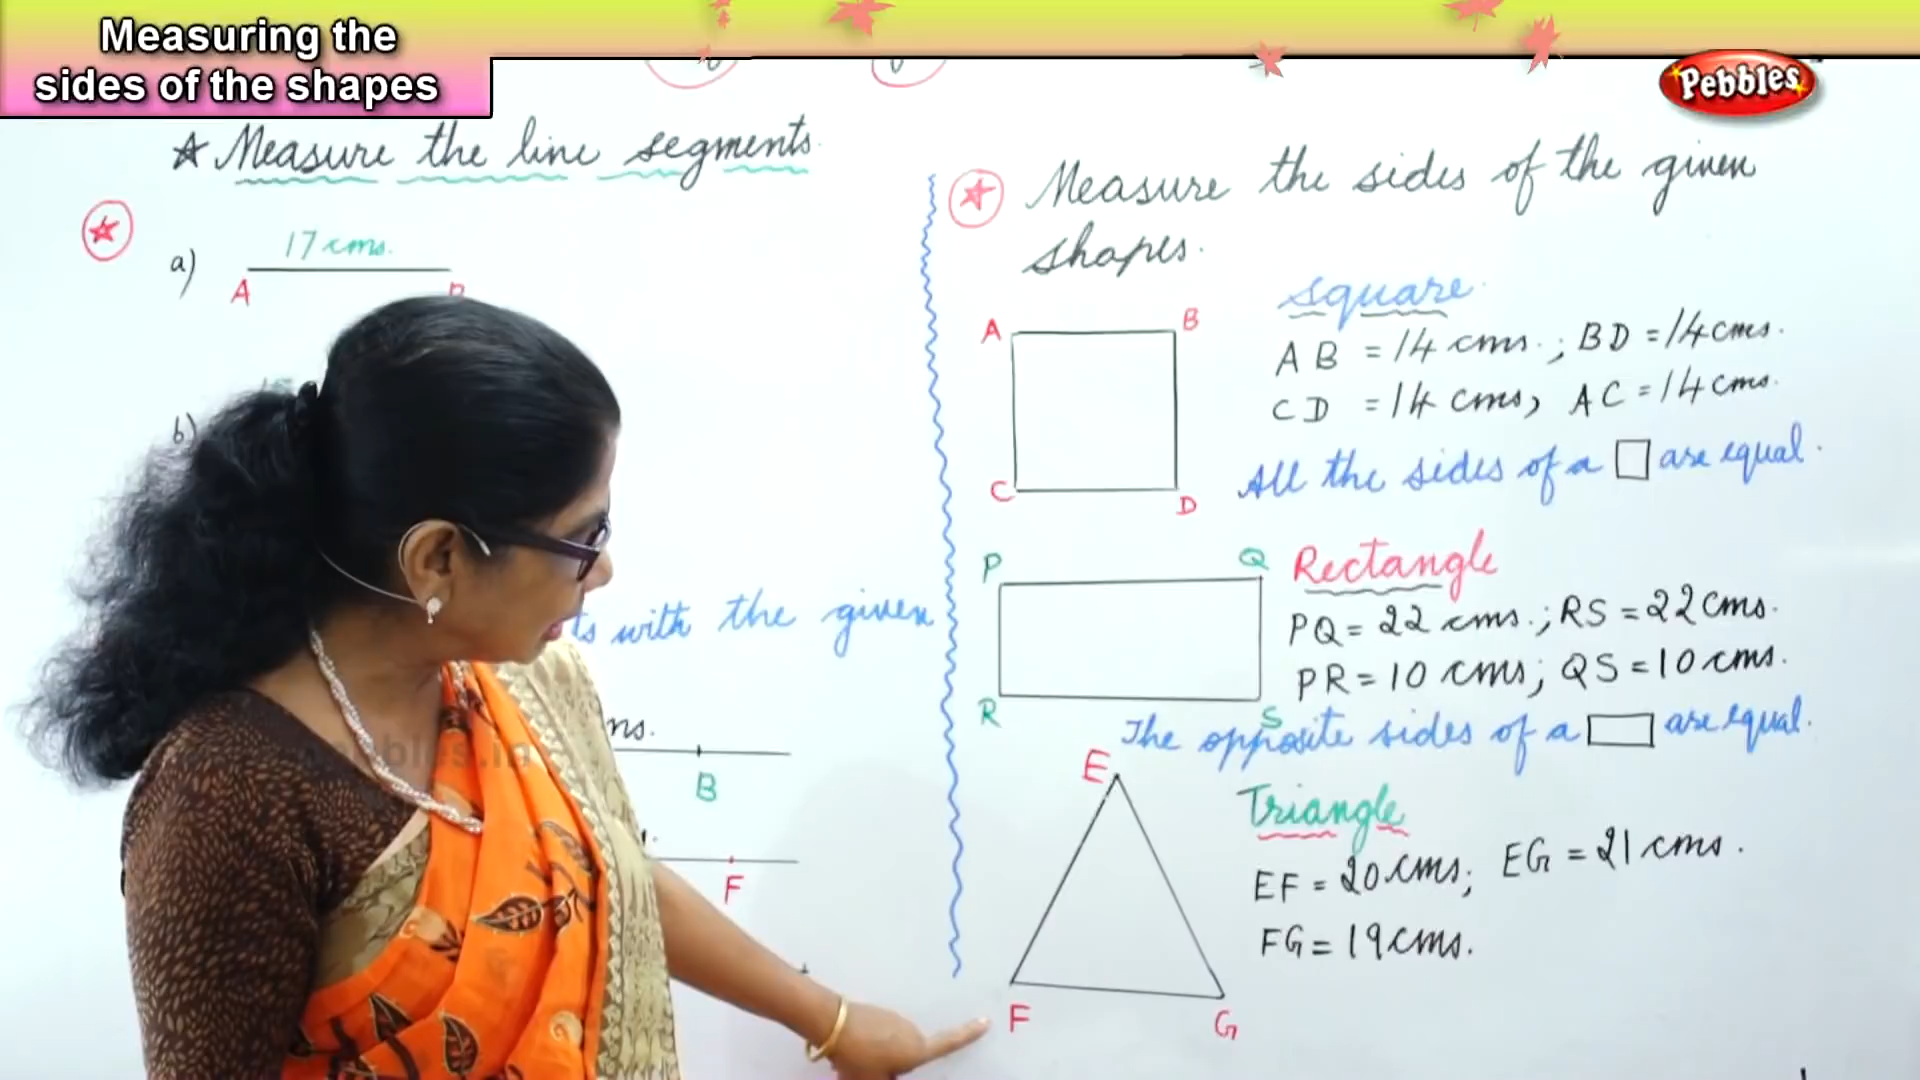 Measuring the
sides of the shapes
Pebbles
Measure the line segments.
a) 17 cms.
A
b)
ts with the given
ns.
B
F
Measure the sides of the given
shapes.
Square
A B
C D
AB = 14 cms. ; BD = 14 cms.
CD = 14 cms, AC = 14 cms.
All the sides of a □ are equal.
Rectangle
P Q
R S
PQ = 22 cms. ; RS = 22 cms.
PR = 10 cms ; QS = 10 cms.
The opposite sides of a ▭ are equal.
Triangle
E
F G
EF = 20 cms ; EG = 21 cms.
FG = 19 cms.